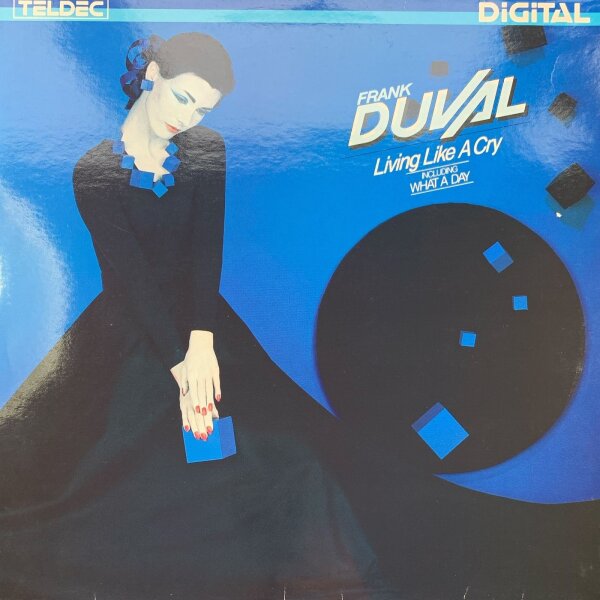 TELDEC
DIGITAL
FRANK
DUVAL
Living Like A Cry
INCLUDING
WHAT A DAY